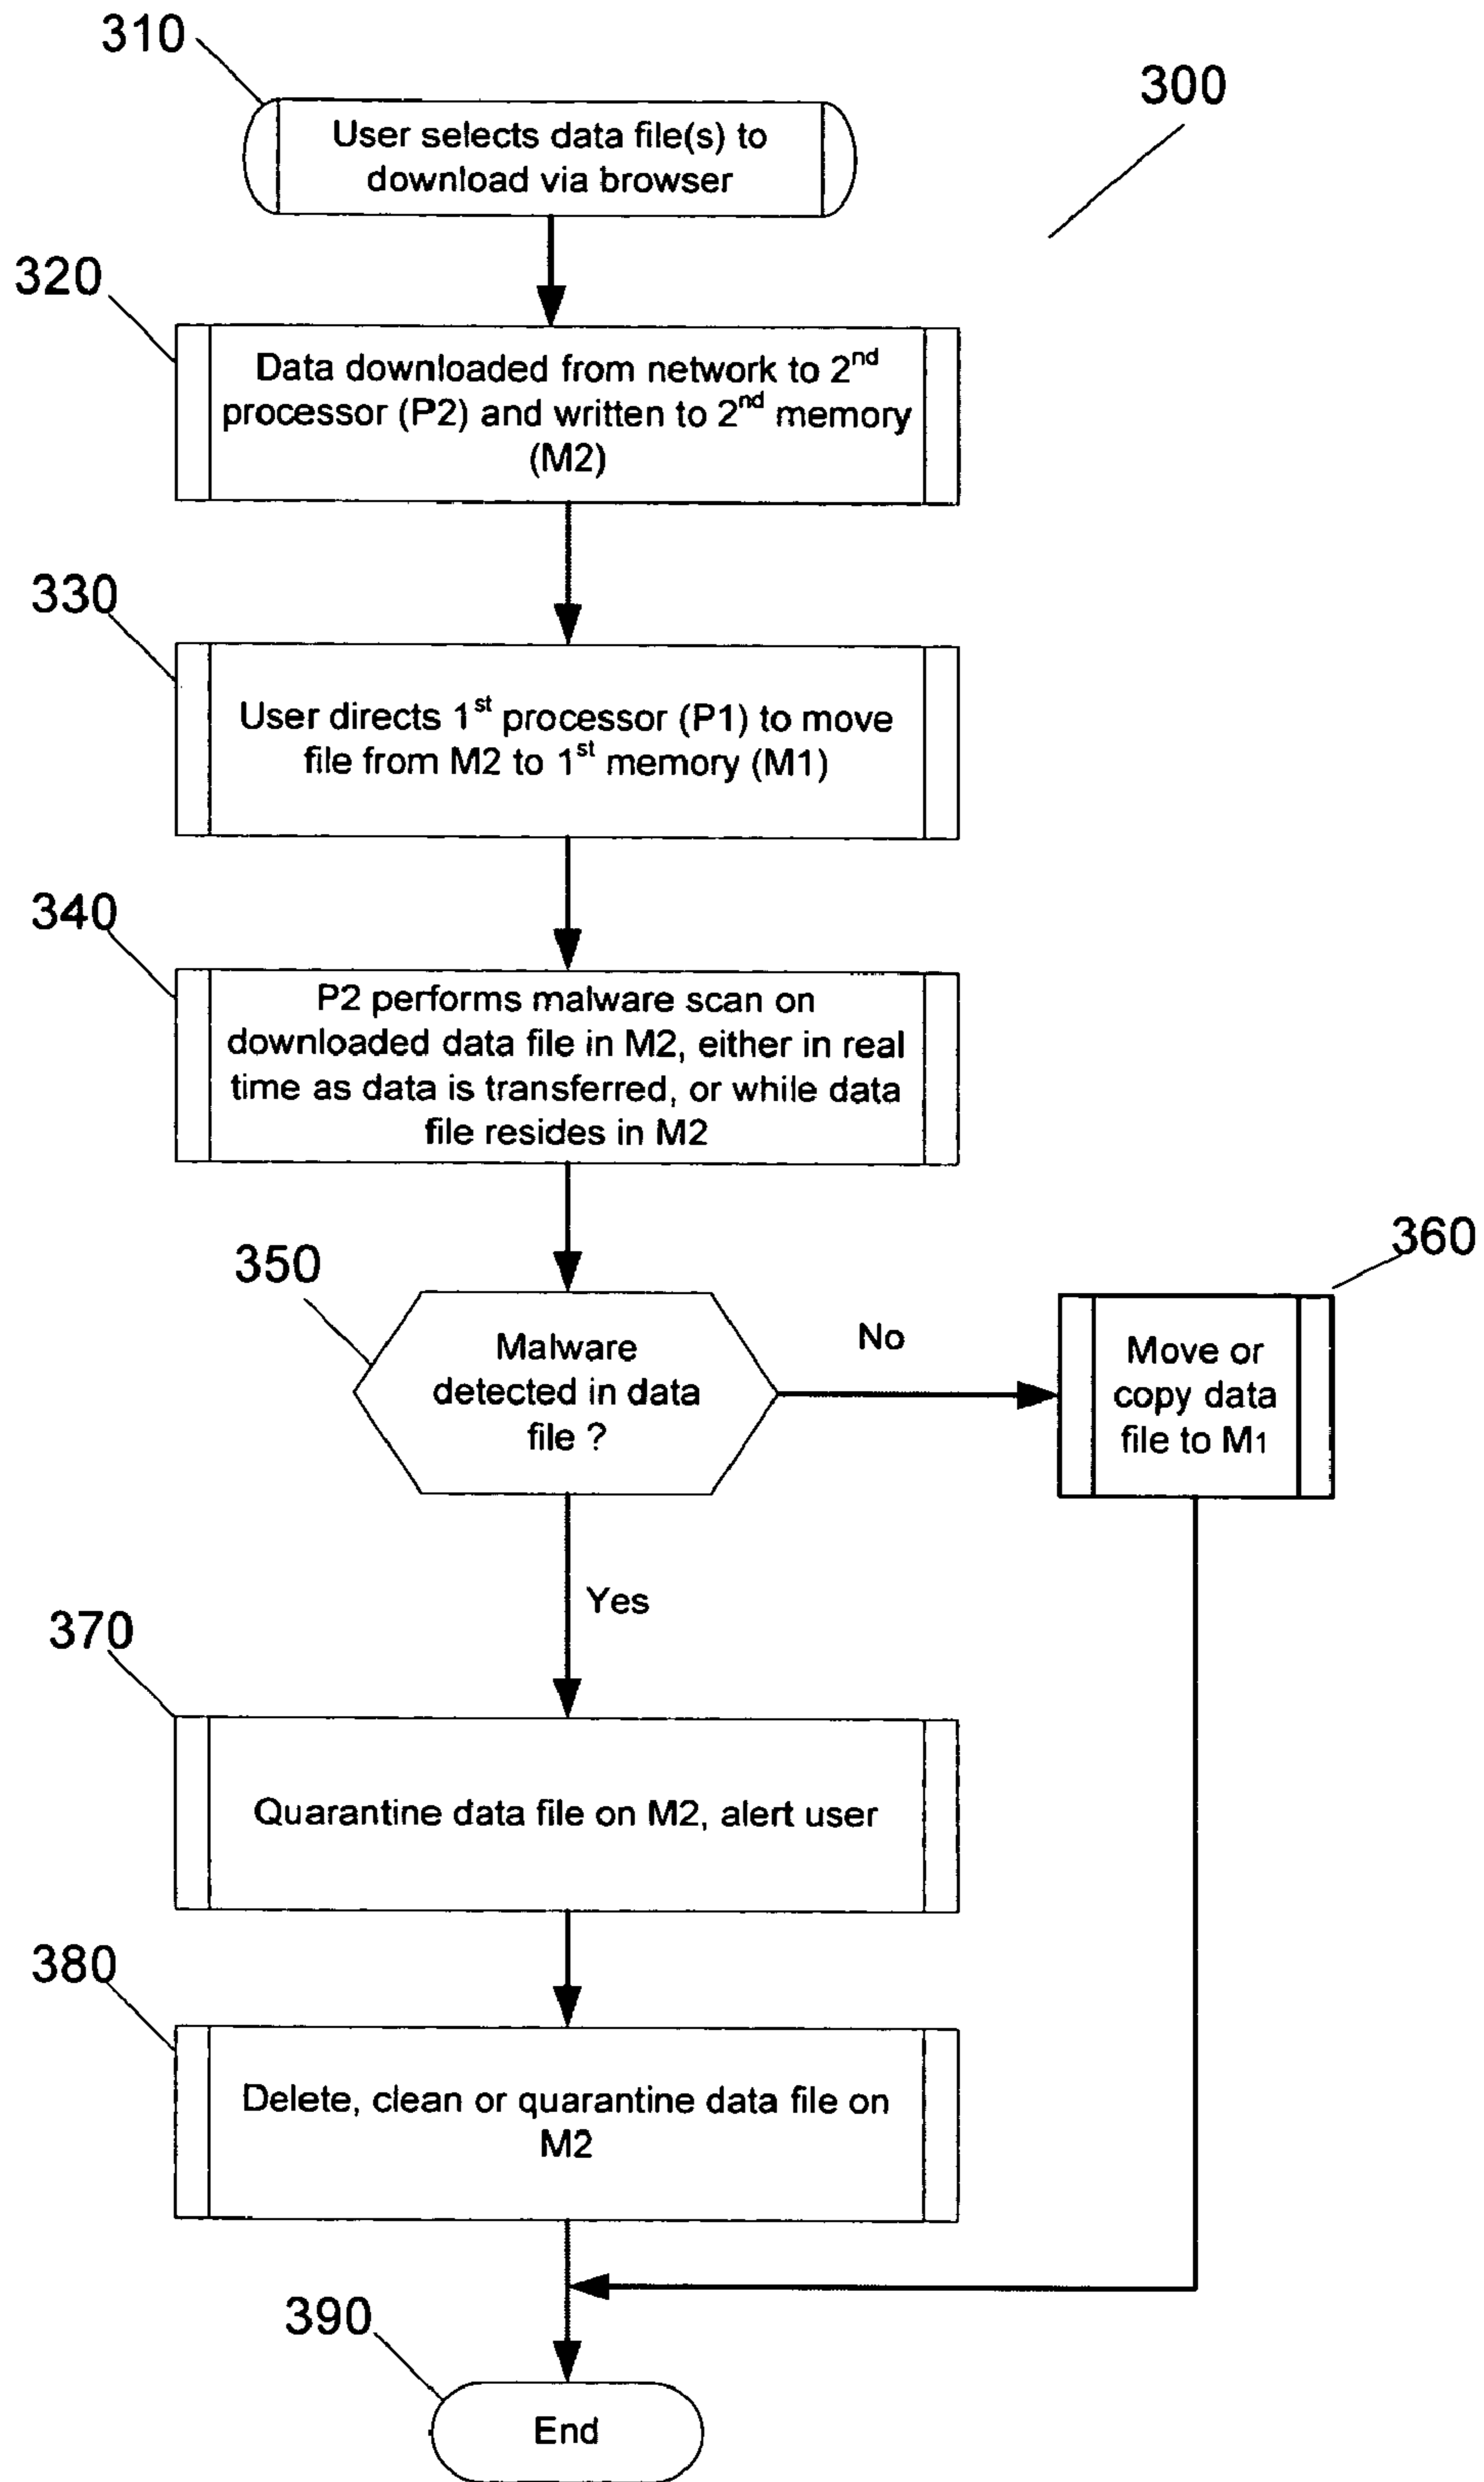 310
300
User selects data file(s) to
download via browser
320
Data downloaded from network to 2nd
processor (P2) and written to 2nd memory
(M2)
330
User directs 1st processor (P1) to move
file from M2 to 1st memory (M1)
340
P2 performs malware scan on
downloaded data file in M2, either in real
time as data is transferred, or while data
file resides in M2
350
360
Malware
detected in data
file ?
No
Move or
copy data
file to M1
Yes
370
Quarantine data file on M2, alert user
380
Delete, clean or quarantine data file on
M2
390
End